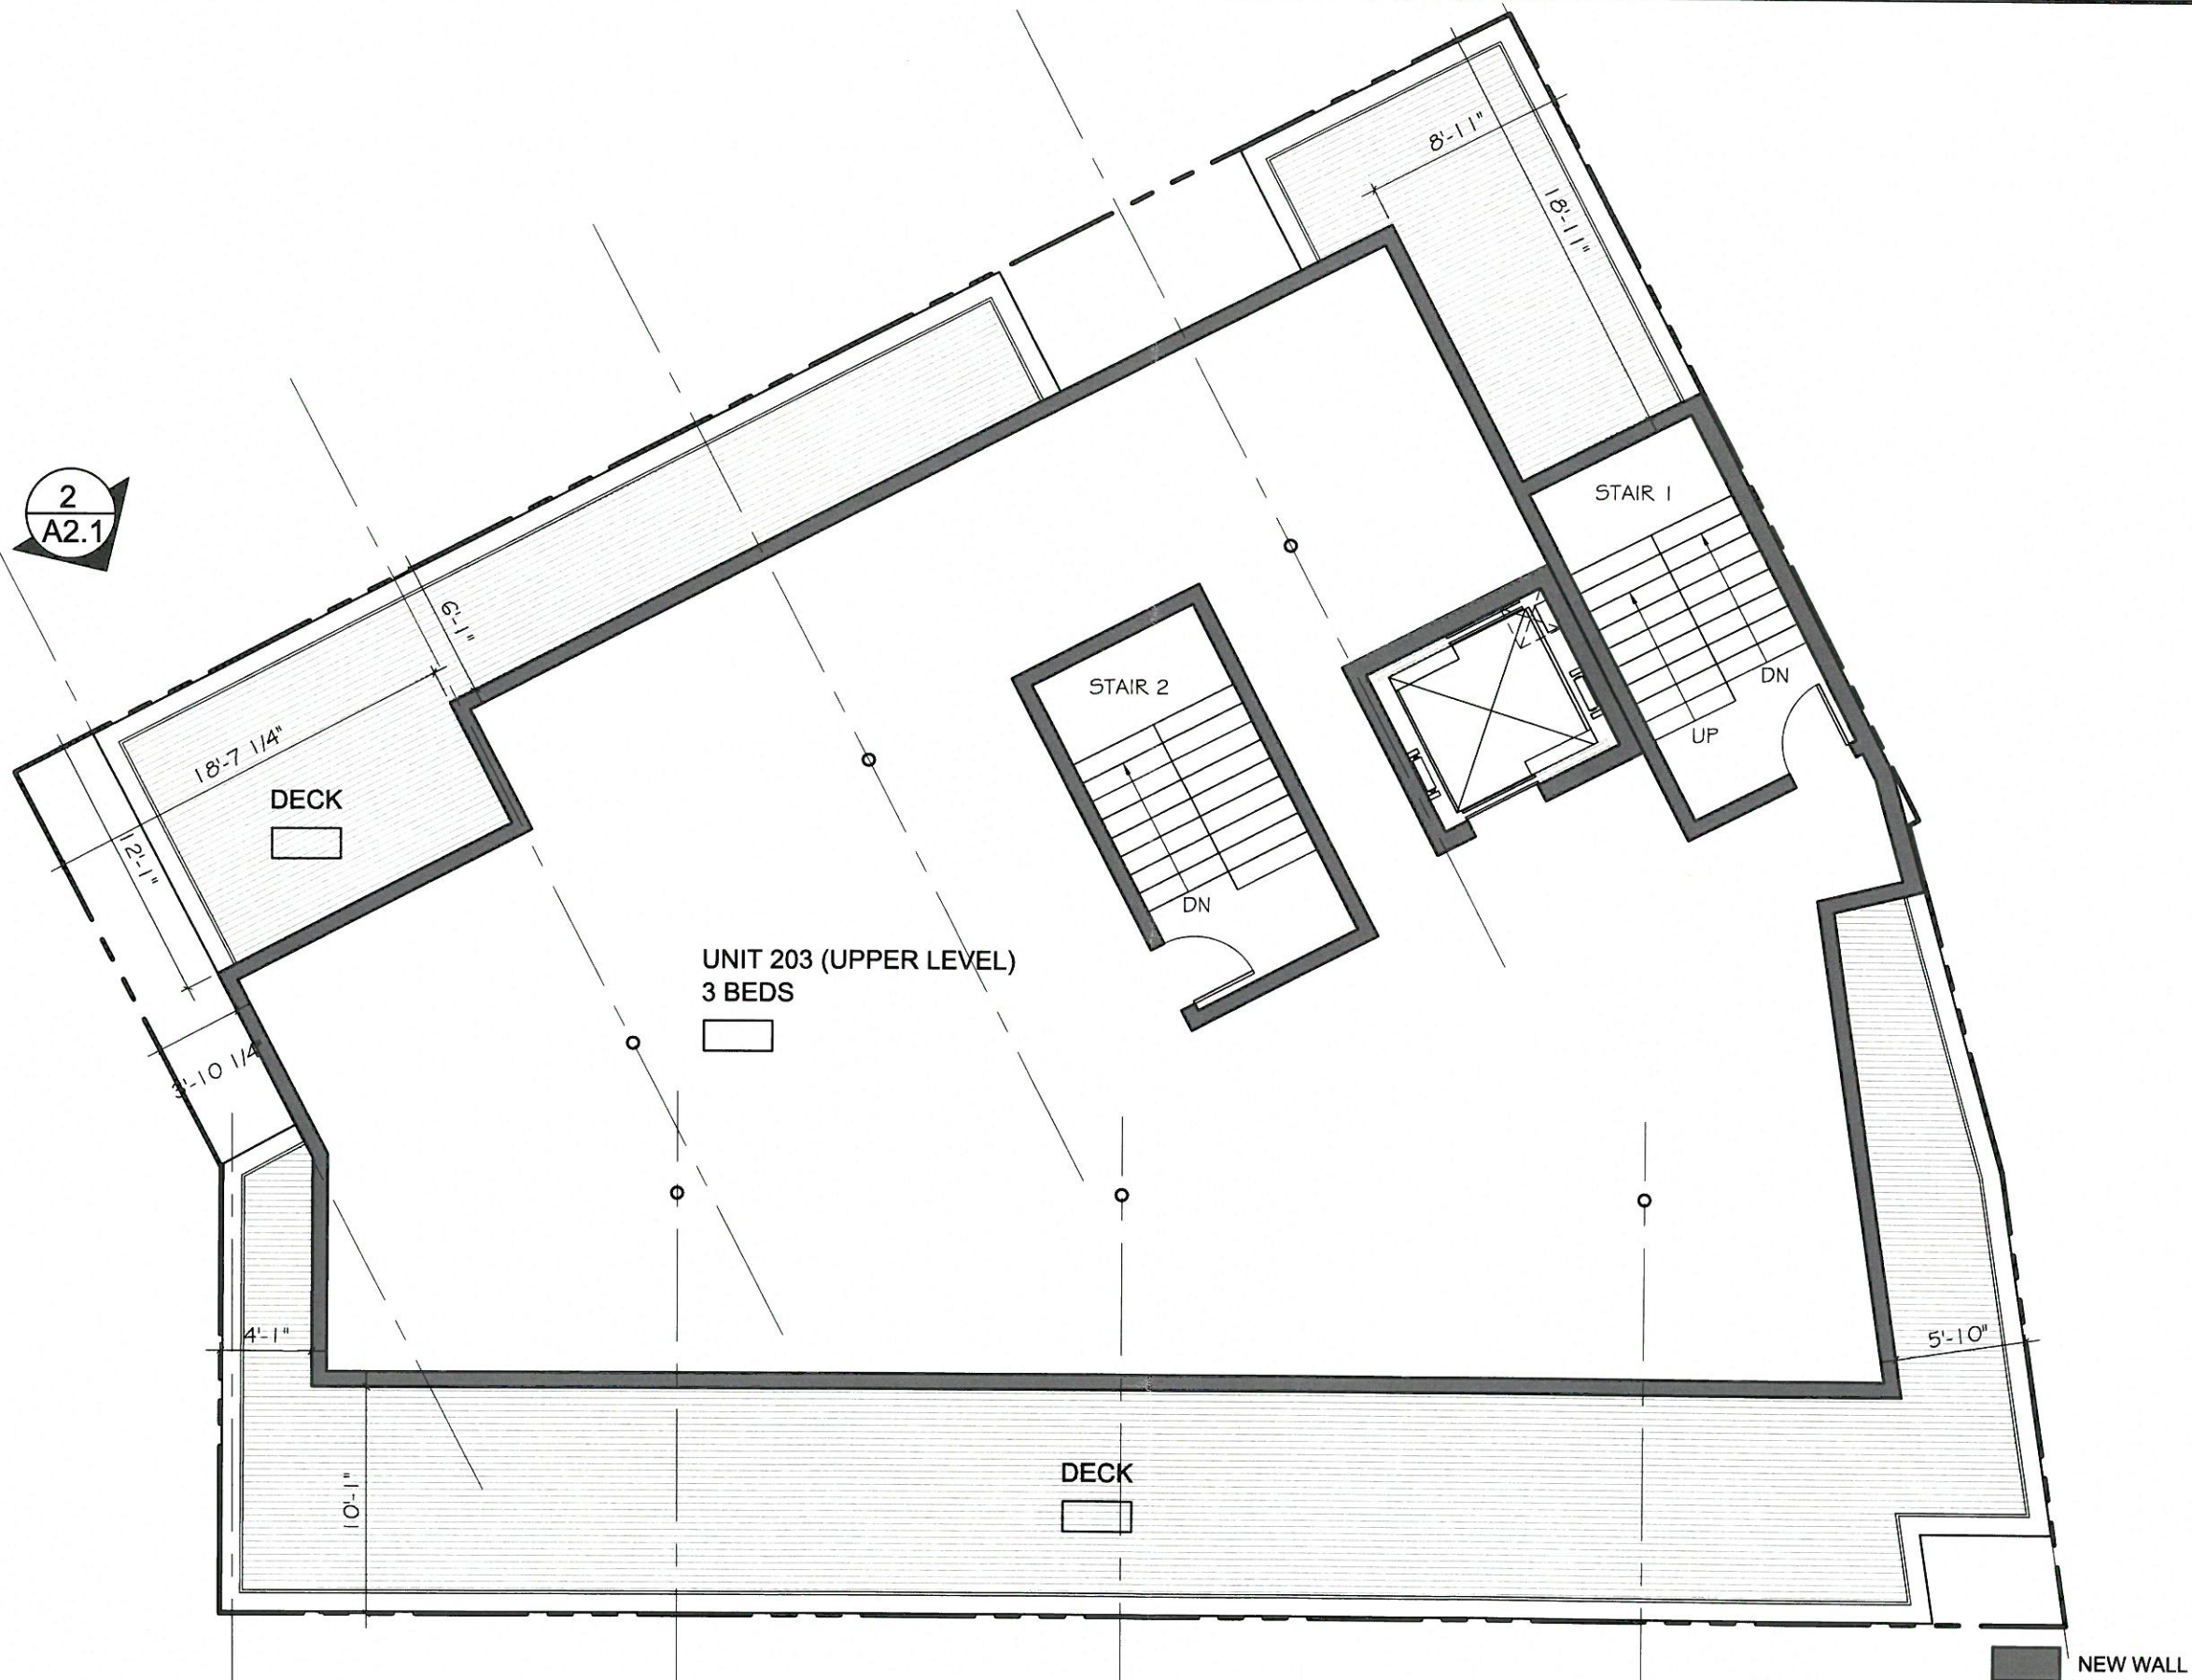 8'-11"
18'-11"
2
A2.1
STAIR 1
6'-1"
STAIR 2
DN
UP
18'-7 1/4"
DECK
12'-1"
DN
UNIT 203 (UPPER LEVEL)
3 BEDS
3'-10 1/4"
4'-1"
5'-10"
DECK
10'-1"
NEW WALL